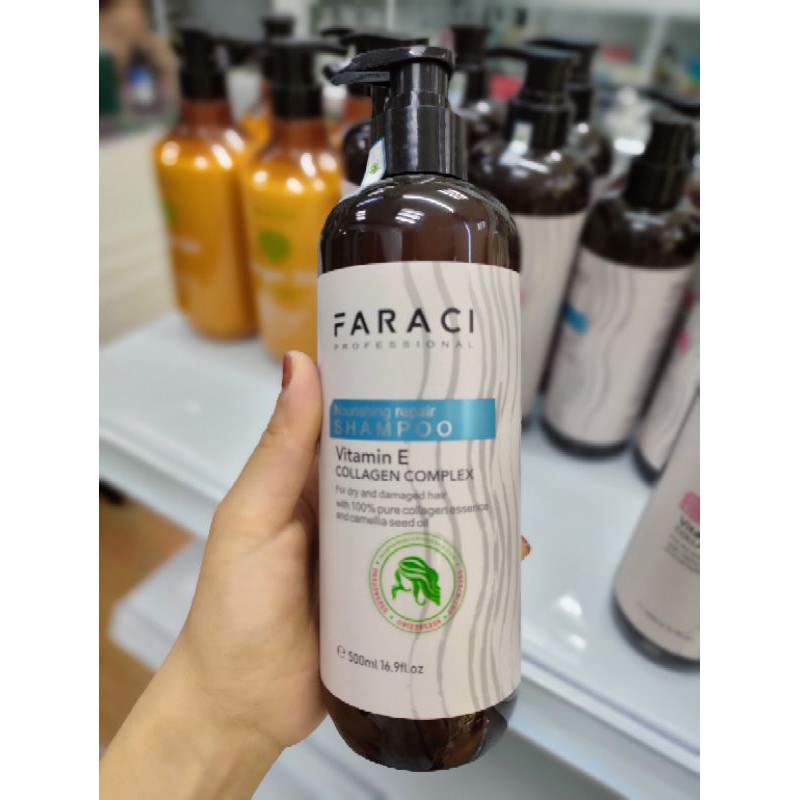 FARACI
PROFESSIONAL
Nourishing repair
SHAMPOO
Vitamin E
COLLAGEN COMPLEX
For dry and damaged hair
with 100% pure collagen essence
and camellia seed oil
℮ 500ml 16.9fl.oz